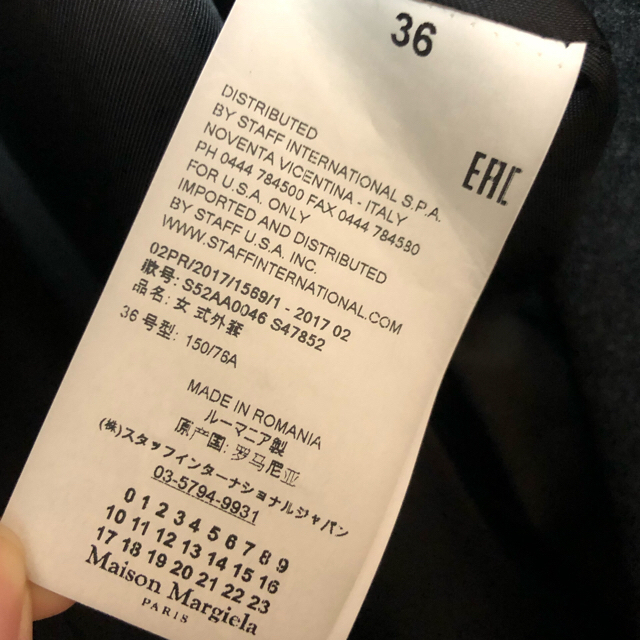 36
EAC
DISTRIBUTED
BY STAFF INTERNATIONAL S.P.A.
NOVENTA VICENTINA - ITALY
PH 0444 784500 FAX 0444 784580
FOR U.S.A. ONLY
IMPORTED AND DISTRIBUTED
BY STAFF U.S.A. INC.
WWW.STAFFINTERNATIONAL.COM
02PR/2017/1569/1 - 2017 02
款号: S52AA0046 S47852
品名: 女式外套
36 号型: 150/76A
MADE IN ROMANIA
ルーマニア製
原产国: 罗马尼亚
(株)スタッフインターナショナルジャパン
03-5794-9931
0 1 2 3 4 5 6 7 8 9
10 11 12 13 14 15 16
17 18 19 20 21 22 23
Maison Margiela
PARIS